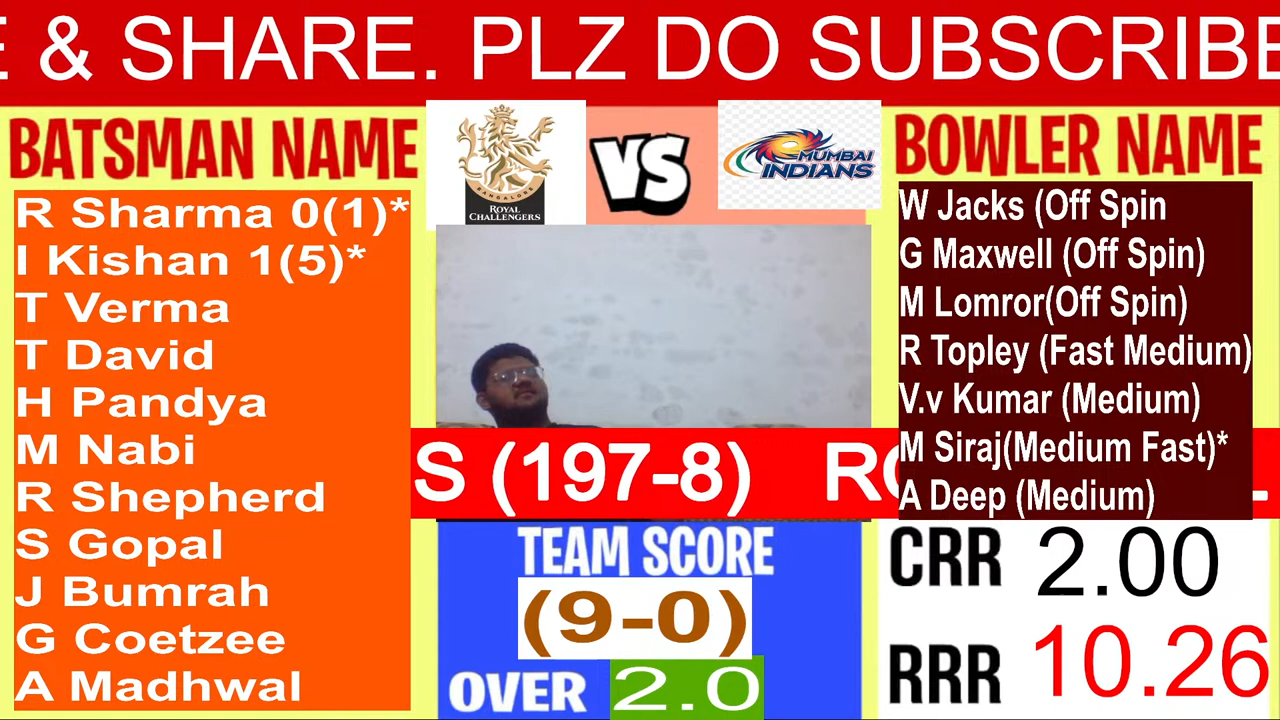 E & SHARE. PLZ DO SUBSCRIBE
BATSMAN NAME
R Sharma 0(1)*
I Kishan 1(5)*
T Verma
T David
H Pandya
M Nabi
R Shepherd
S Gopal
J Bumrah
G Coetzee
A Madhwal
BANGALORE
ROYAL
CHALLENGERS
VS
MUMBAI
INDIANS
BOWLER NAME
W Jacks (Off Spin
G Maxwell (Off Spin)
M Lomror(Off Spin)
R Topley (Fast Medium)
V.v Kumar (Medium)
M Siraj(Medium Fast)*
A Deep (Medium)
S (197-8) RO
TEAM SCORE
(9-0)
OVER 2.0
CRR 2.00
RRR 10.26